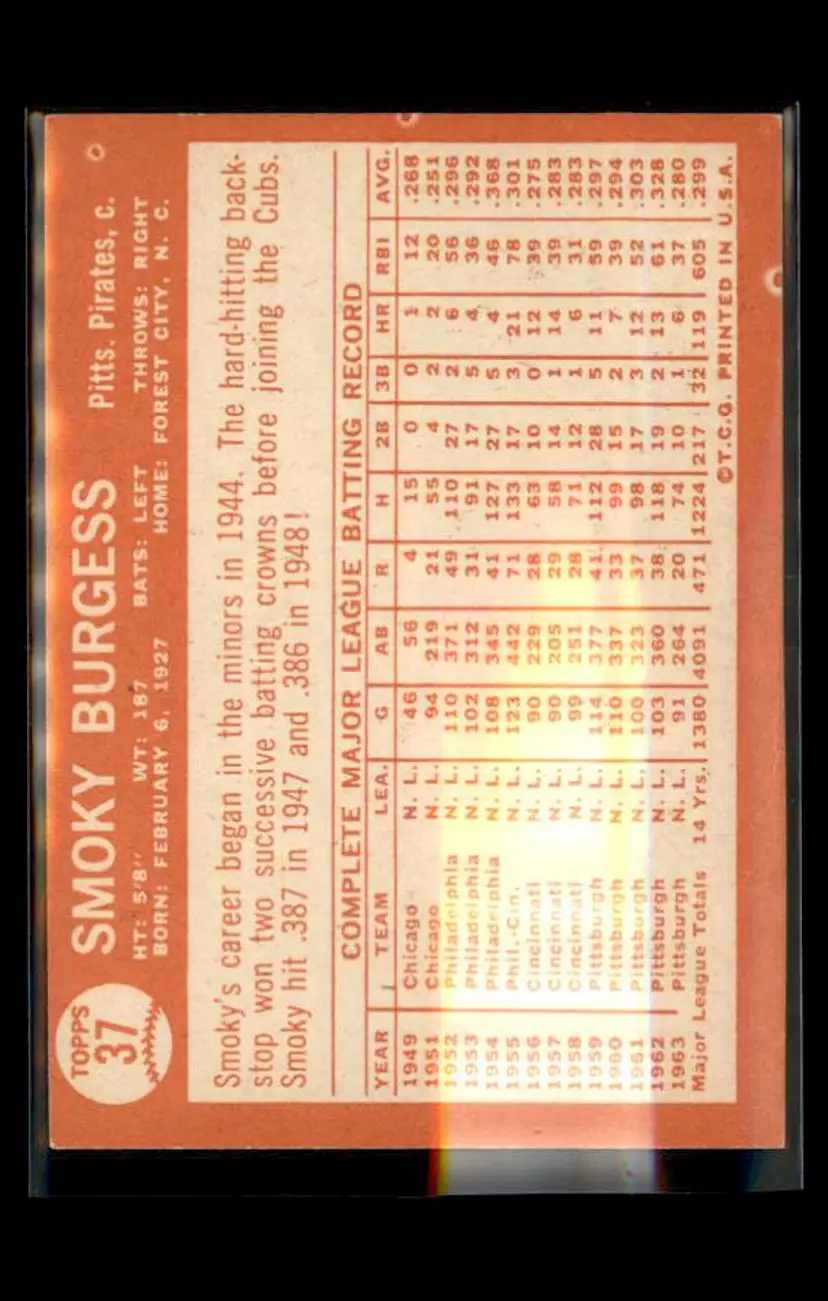 TOPPS
37
SMOKY BURGESS Pitts. Pirates, c.
HT: 5'8" WT: 187 BATS: LEFT THROWS: RIGHT
BORN: FEBRUARY 6, 1927 HOME: FOREST CITY, N. C.
Smoky's career began in the minors in 1944. The hard-hitting back-
stop won two successive batting crowns before joining the Cubs.
Smoky hit .387 in 1947 and .386 in 1948!
COMPLETE MAJOR LEAGUE BATTING RECORD
YEAR TEAM LEA. G AB R H 2B 3B HR RBI AVG.
1949 Chicago N. L. 46 56 4 15 0 0 1 12 .268
1951 Chicago N. L. 94 219 21 55 4 2 2 20 .251
1952 Philadelphia N. L. 110 371 49 110 27 2 6 56 .296
1953 Philadelphia N. L. 102 312 31 91 17 5 4 36 .292
1954 Philadelphia N. L. 108 345 41 127 27 5 4 46 .368
1955 Phil.-Cin. N. L. 123 442 71 133 17 3 21 78 .301
1956 Cincinnati N. L. 90 229 28 63 10 0 12 39 .275
1957 Cincinnati N. L. 90 205 29 58 14 1 14 39 .283
1958 Cincinnati N. L. 99 251 28 71 12 1 6 31 .283
1959 Pittsburgh N. L. 114 377 41 112 28 5 11 59 .297
1960 Pittsburgh N. L. 110 337 33 99 15 2 7 39 .294
1961 Pittsburgh N. L. 100 323 37 98 17 3 12 52 .303
1962 Pittsburgh N. L. 103 360 38 118 19 2 13 61 .328
1963 Pittsburgh N. L. 91 264 20 74 10 1 6 37 .280
Major League Totals 14 Yrs. 1380 4091 471 1224 217 32 119 605 .299
©T.C.G. PRINTED IN U.S.A.